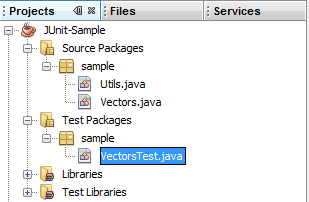 Projects Files Services
JUnit-Sample
Source Packages
sample
Utils.java
Vectors.java
Test Packages
sample
VectorsTest.java
Libraries
Test Libraries